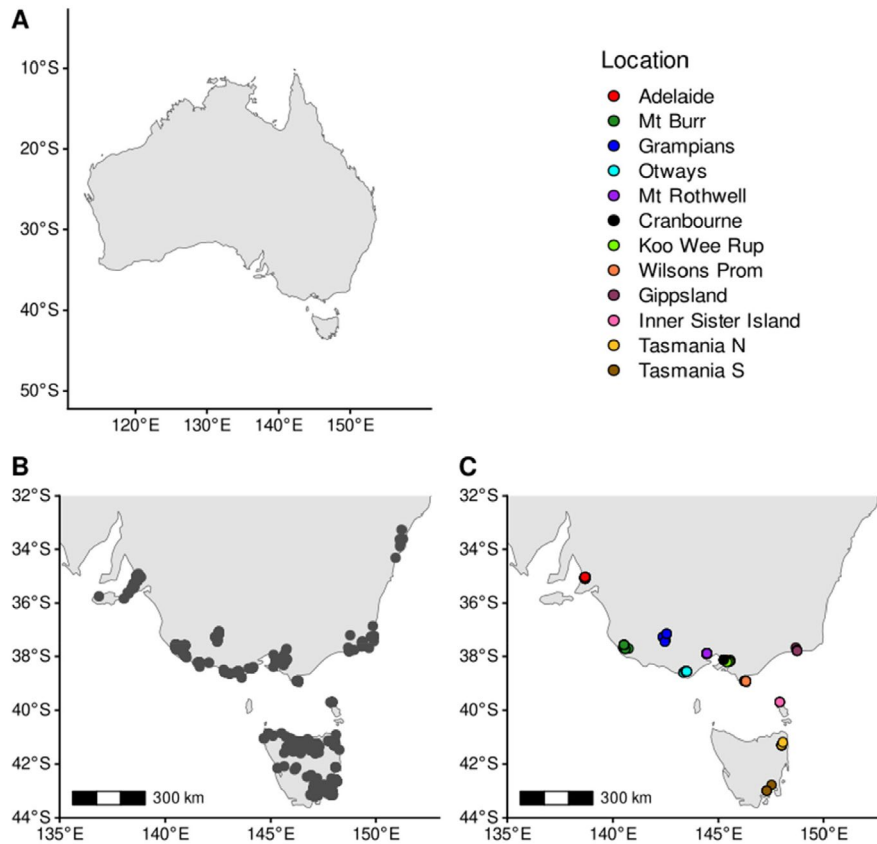 A
10°S
20°S
30°S
40°S
50°S
120°E 130°E 140°E 150°E
Location
Adelaide
Mt Burr
Grampians
Otways
Mt Rothwell
Cranbourne
Koo Wee Rup
Wilsons Prom
Gippsland
Inner Sister Island
Tasmania N
Tasmania S
B
32°S
34°S
36°S
38°S
40°S
42°S
44°S
300 km
135°E 140°E 145°E 150°E
C
32°S
34°S
36°S
38°S
40°S
42°S
44°S
300 km
135°E 140°E 145°E 150°E